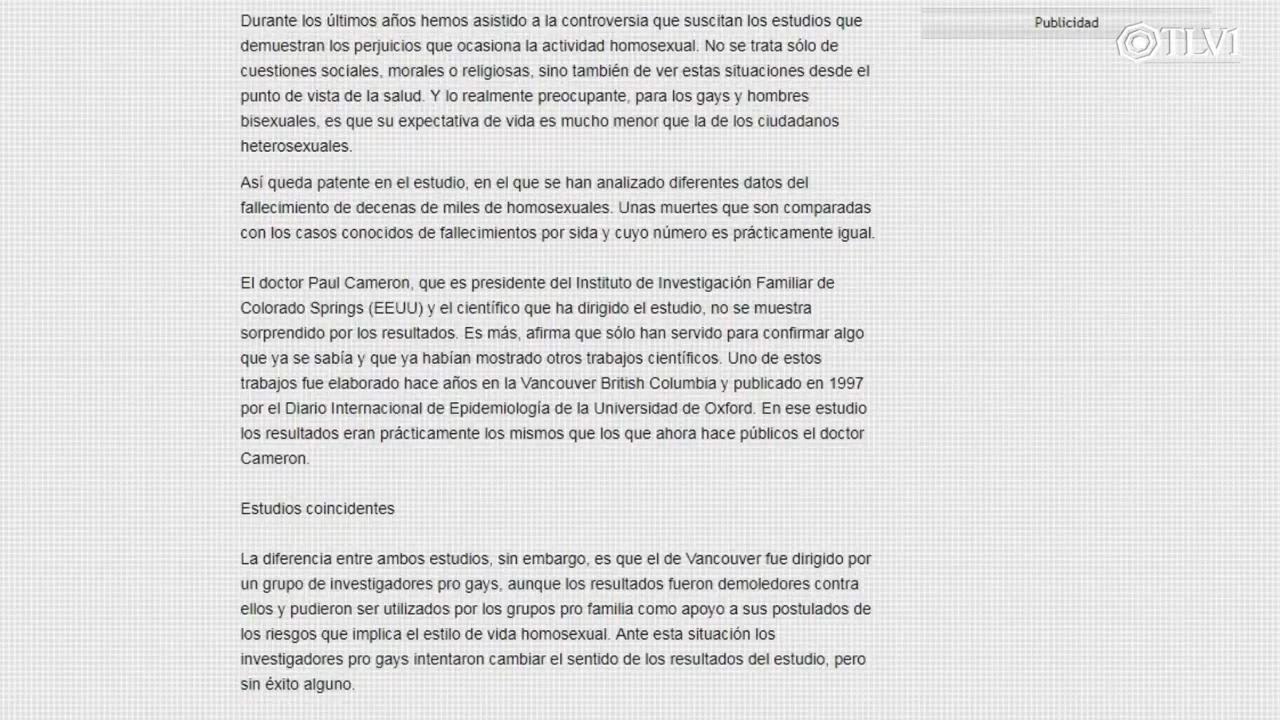 Durante los últimos años hemos asistido a la controversia que suscitan los estudios que
demuestran los perjuicios que ocasiona la actividad homosexual. No se trata sólo de
cuestiones sociales, morales o religiosas, sino también de ver estas situaciones desde el
punto de vista de la salud. Y lo realmente preocupante, para los gays y hombres
bisexuales, es que su expectativa de vida es mucho menor que la de los ciudadanos
heterosexuales.
Así queda patente en el estudio, en el que se han analizado diferentes datos del
fallecimiento de decenas de miles de homosexuales. Unas muertes que son comparadas
con los casos conocidos de fallecimientos por sida y cuyo número es prácticamente igual.
El doctor Paul Cameron, que es presidente del Instituto de Investigación Familiar de
Colorado Springs (EEUU) y el científico que ha dirigido el estudio, no se muestra
sorprendido por los resultados. Es más, afirma que sólo han servido para confirmar algo
que ya se sabía y que ya habían mostrado otros trabajos científicos. Uno de estos
trabajos fue elaborado hace años en la Vancouver British Columbia y publicado en 1997
por el Diario Internacional de Epidemiología de la Universidad de Oxford. En ese estudio
los resultados eran prácticamente los mismos que los que ahora hace públicos el doctor
Cameron.
Estudios coincidentes
La diferencia entre ambos estudios, sin embargo, es que el de Vancouver fue dirigido por
un grupo de investigadores pro gays, aunque los resultados fueron demoledores contra
ellos y pudieron ser utilizados por los grupos pro familia como apoyo a sus postulados de
los riesgos que implica el estilo de vida homosexual. Ante esta situación los
investigadores pro gays intentaron cambiar el sentido de los resultados del estudio, pero
sin éxito alguno.
Publicidad
TLV1